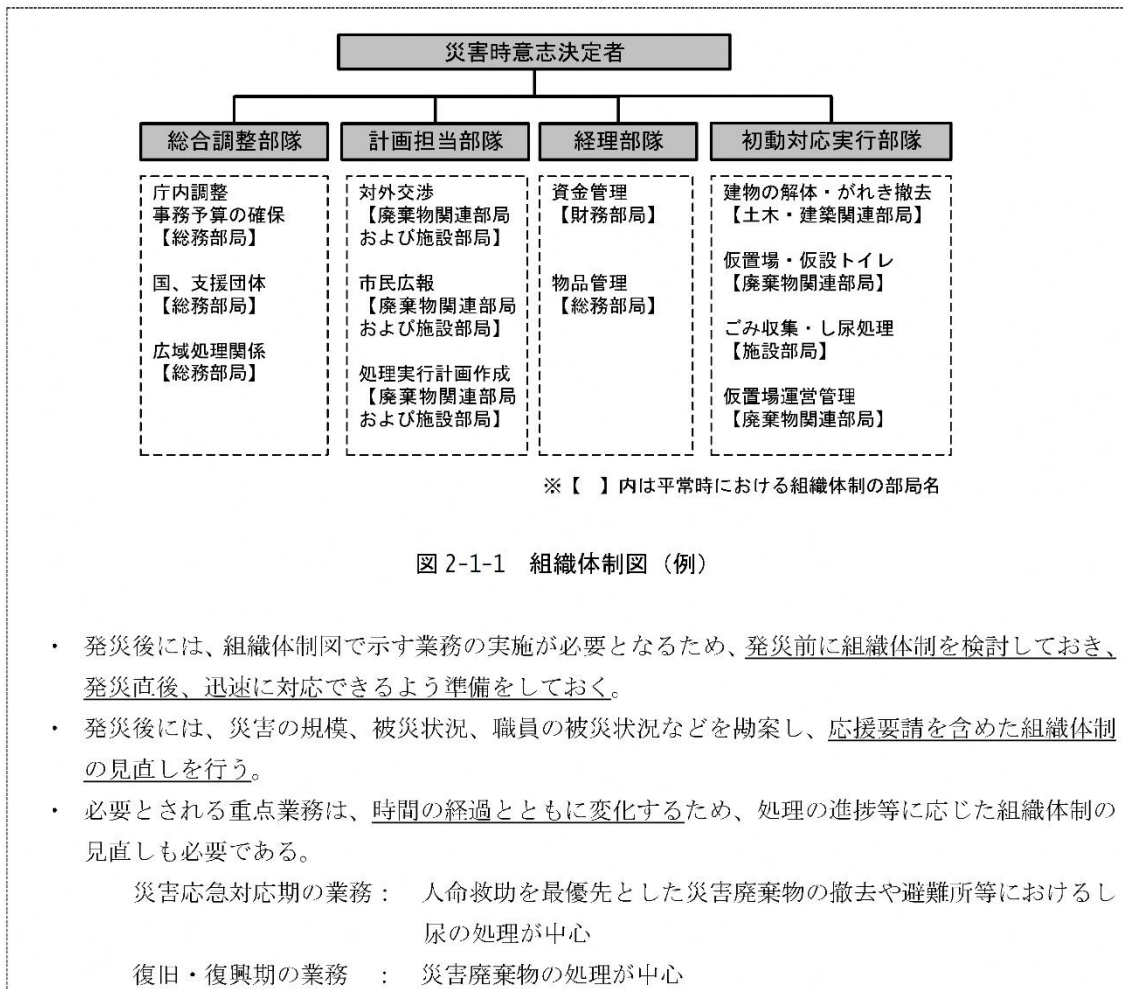 災害時意志決定者
総合調整部隊
庁内調整
事務予算の確保
【総務部局】
国、支援団体
【総務部局】
広域処理関係
【総務部局】
計画担当部隊
対外交渉
【廃棄物関連部局
および施設部局】
市民広報
【廃棄物関連部局
および施設部局】
処理実行計画作成
【廃棄物関連部局
および施設部局】
経理部隊
資金管理
【財務部局】
物品管理
【総務部局】
初動対応実行部隊
建物の解体・がれき撤去
【土木・建築関連部局】
仮置場・仮設トイレ
【廃棄物関連部局】
ごみ収集・し尿処理
【施設部局】
仮置場運営管理
【廃棄物関連部局】
※【 】内は平常時における組織体制の部局名
図 2-1-1 組織体制図（例）
・ 発災後には、組織体制図で示す業務の実施が必要となるため、発災前に組織体制を検討しておき、
発災直後、迅速に対応できるよう準備をしておく。
・ 発災後には、災害の規模、被災状況、職員の被災状況などを勘案し、応援要請を含めた組織体制
の見直しを行う。
・ 必要とされる重点業務は、時間の経過とともに変化するため、処理の進捗等に応じた組織体制の
見直しも必要である。
災害応急対応期の業務： 人命救助を最優先とした災害廃棄物の撤去や避難所等におけるし
尿の処理が中心
復旧・復興期の業務 ： 災害廃棄物の処理が中心